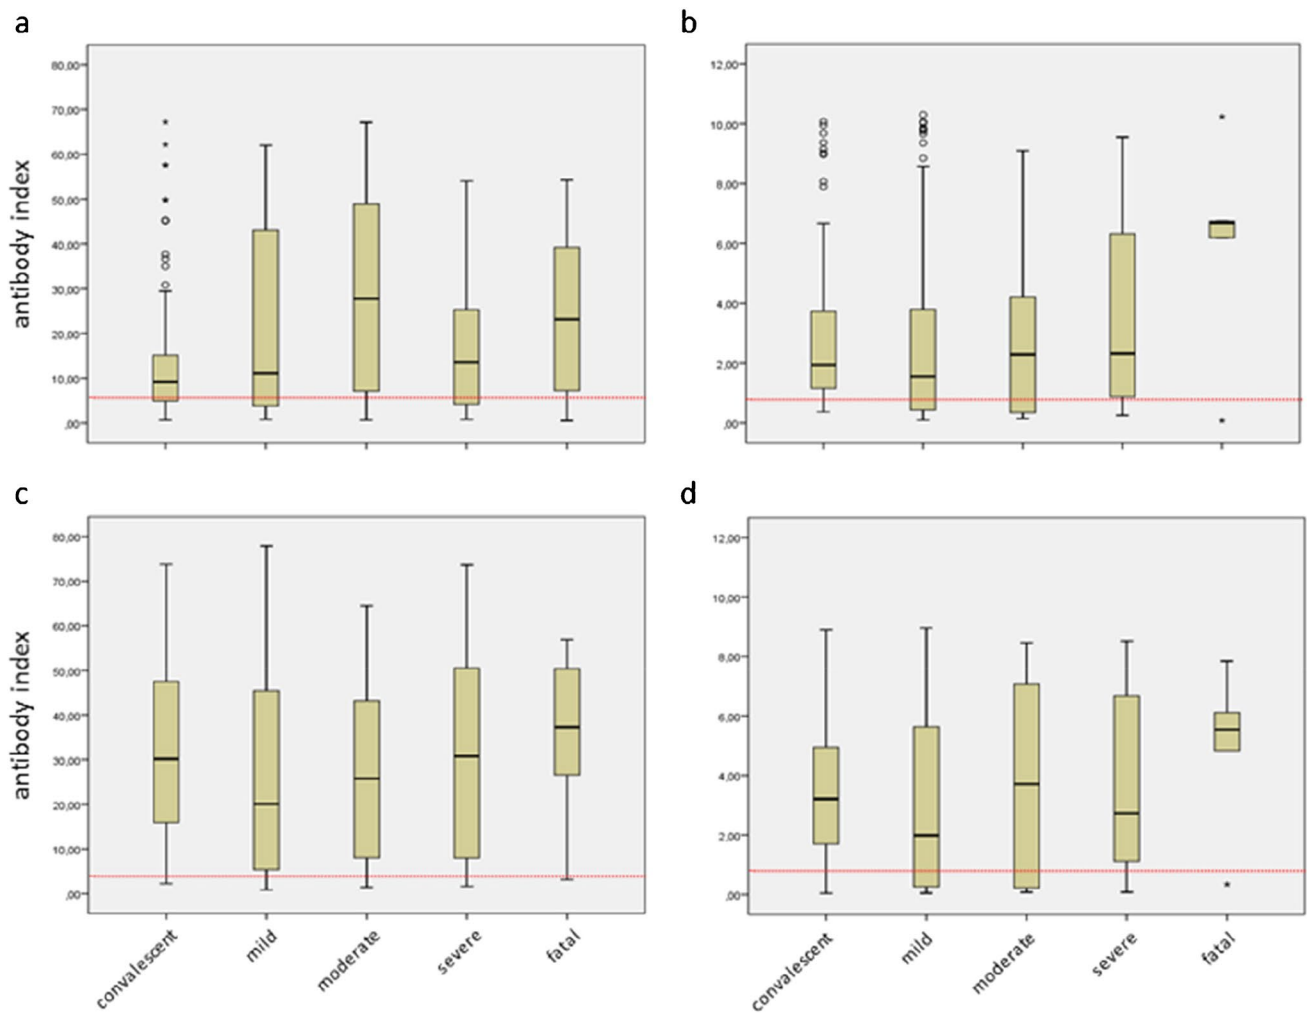 a
80,00
70,00
60,00
50,00
40,00
30,00
20,00
10,00
,00
antibody index
b
12,00
10,00
8,00
6,00
4,00
2,00
,00
c
80,00
70,00
60,00
50,00
40,00
30,00
20,00
10,00
,00
antibody index
convalescent
mild
moderate
severe
fatal
d
12,00
10,00
8,00
6,00
4,00
2,00
,00
convalescent
mild
moderate
severe
fatal